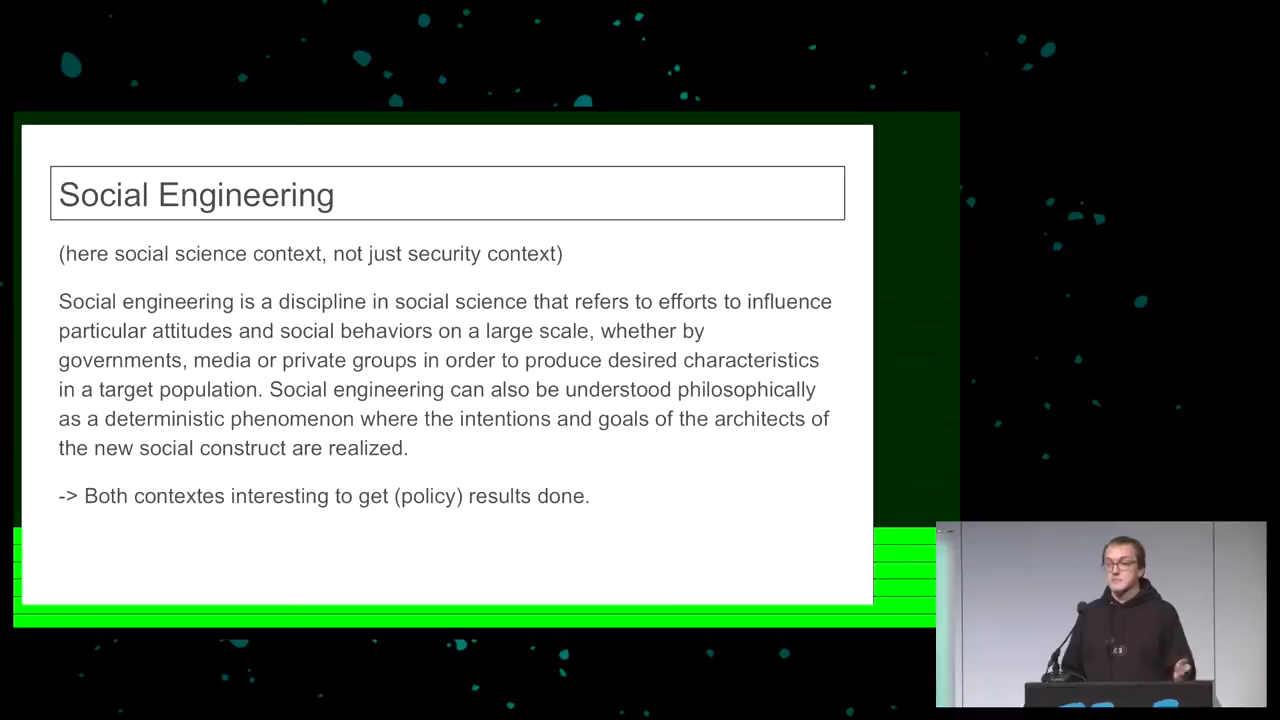 Social Engineering
(here social science context, not just security context)
Social engineering is a discipline in social science that refers to efforts to influence
particular attitudes and social behaviors on a large scale, whether by
governments, media or private groups in order to produce desired characteristics
in a target population. Social engineering can also be understood philosophically
as a deterministic phenomenon where the intentions and goals of the architects of
the new social construct are realized.
-> Both contextes interesting to get (policy) results done.